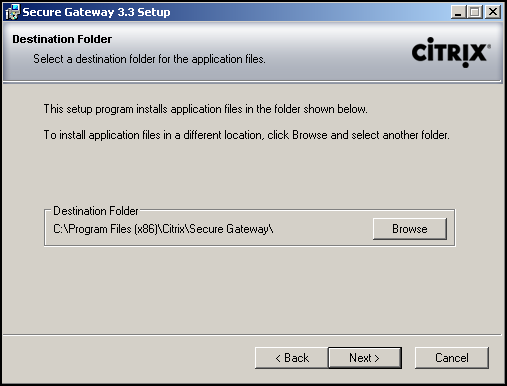 Secure Gateway 3.3 Setup
Destination Folder
Select a destination folder for the application files.
CİTRIX
This setup program installs application files in the folder shown below.
To install application files in a different location, click Browse and select another folder.
Destination Folder
C:\Program Files (x86)\Citrix\Secure Gateway\
Browse
< Back
Next >
Cancel